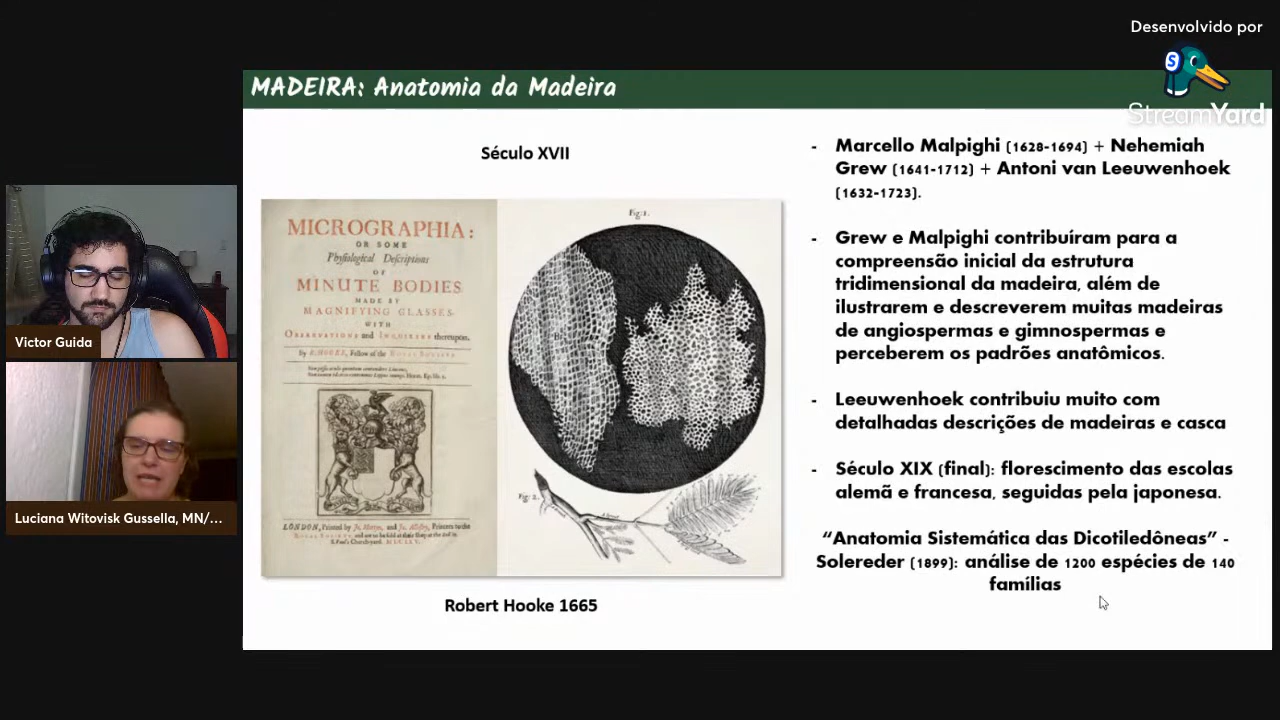 Desenvolvido por
S
StreamYard
MADEIRA: Anatomia da Madeira
Século XVII
MICROGRAPHIA:
OR SOME
Physiological Descriptions
OF
MINUTE BODIES
MADE BY
MAGNIFYING GLASSES
WITH
OBSERVATIONS and INQUIRIES thereupon.
By R. HOOKE, Fellow of the ROYAL SOCIETY
LONDON, Printed by Jo. Martyn, and Ja. Allestry, Printers to the
Fig: 1.
Fig: 2.
Robert Hooke 1665
- Marcello Malpighi (1628-1694) + Nehemiah
Grew (1641-1712) + Antoni van Leeuwenhoek
(1632-1723).
- Grew e Malpighi contribuíram para a
compreensão inicial da estrutura
tridimensional da madeira, além de
ilustrarem e descreverem muitas madeiras
de angiospermas e gimnospermas e
perceberem os padrões anatômicos.
- Leeuwenhoek contribuiu muito com
detalhadas descrições de madeiras e casca
- Século XIX (final): florescimento das escolas
alemã e francesa, seguidas pela japonesa.
“Anatomia Sistemática das Dicotiledôneas” -
Solereder (1899): análise de 1200 espécies de 140
famílias
Victor Guida
Luciana Witovisk Gussella, MN/...